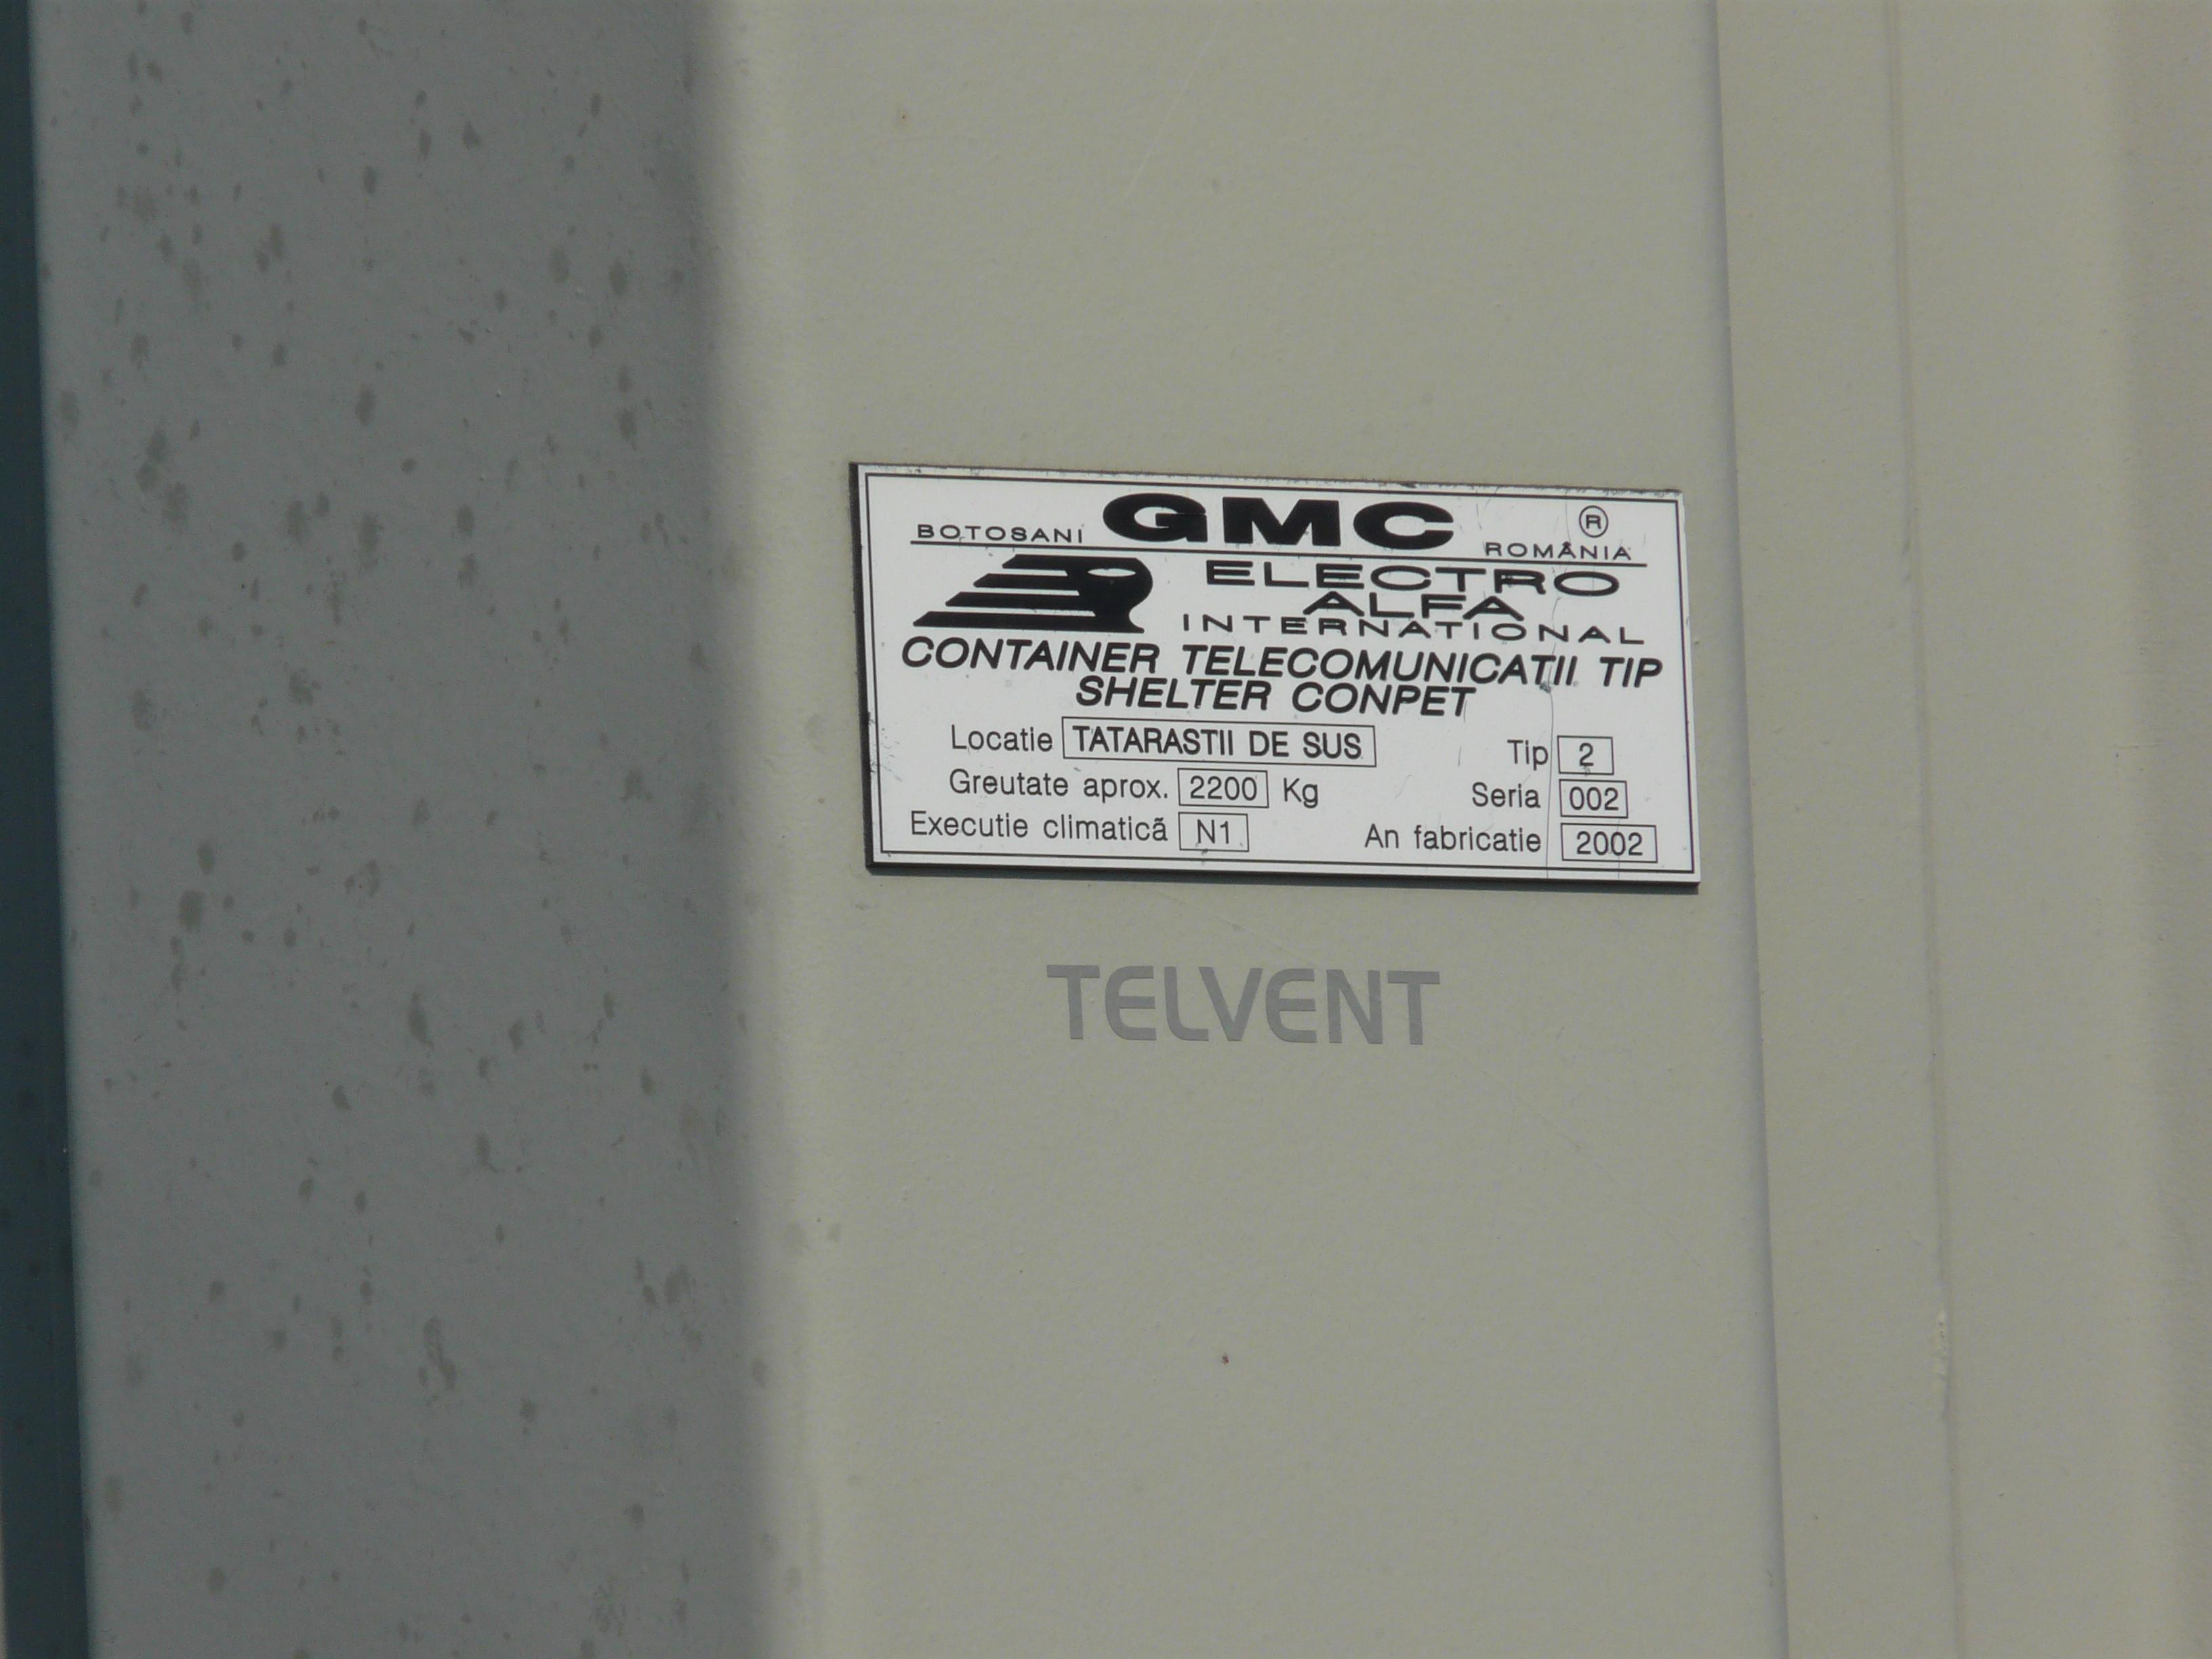 BOTOSANI GMC ® ROMÂNIA
ELECTRO
ALFA
INTERNATIONAL
CONTAINER TELECOMUNICATII TIP
SHELTER CONPET
Locatie TATARASTII DE SUS Tip 2
Greutate aprox. 2200 Kg Seria 002
Executie climatică N1 An fabricatie 2002
TELVENT